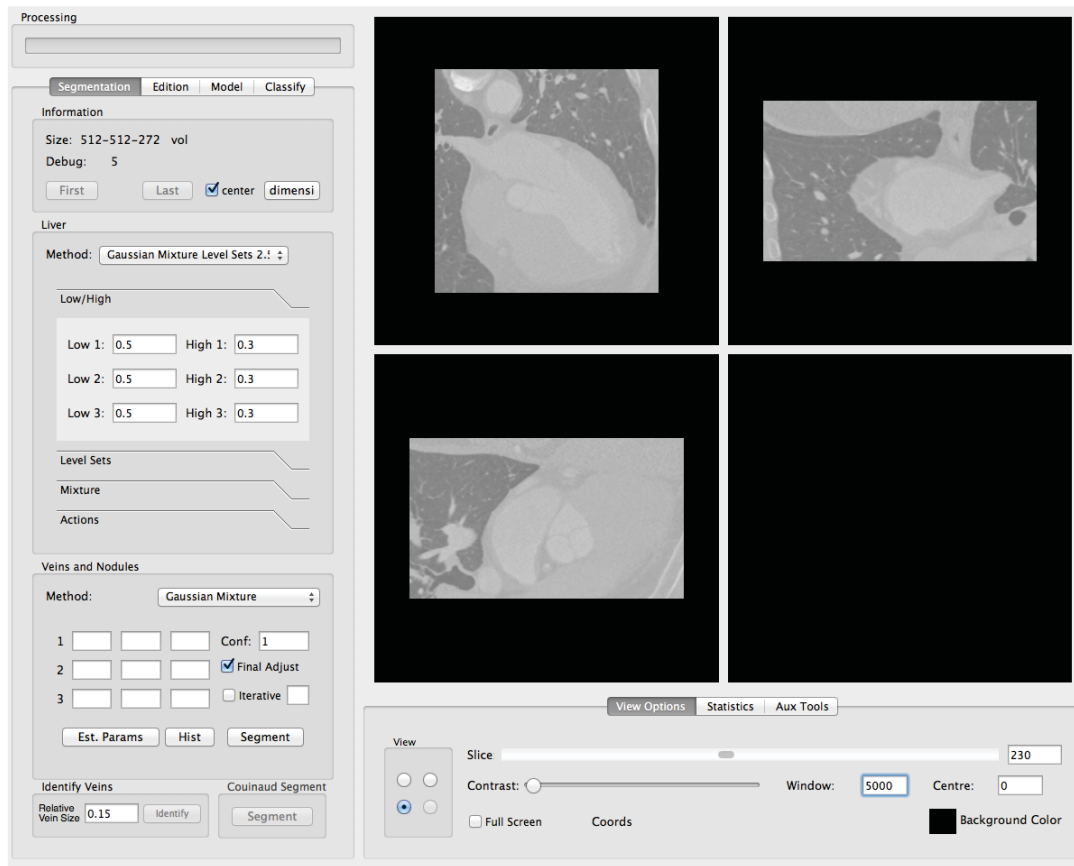 Processing
Segmentation Edition Model Classify
Information
Size: 512-512-272 vol
Debug: 5
First Last center dimensi
Liver
Method: Gaussian Mixture Level Sets 2.!
Low/High
Low 1: 0.5 High 1: 0.3
Low 2: 0.5 High 2: 0.3
Low 3: 0.5 High 3: 0.3
Level Sets
Mixture
Actions
Veins and Nodules
Method: Gaussian Mixture
1 Conf: 1
2 Final Adjust
3 Iterative
Est. Params Hist Segment
Identify Veins Couinaud Segment
Relative
Vein Size 0.15 Identify Segment
View Options Statistics Aux Tools
View
Slice 230
Contrast: Window: 5000 Centre: 0
Full Screen Coords Background Color